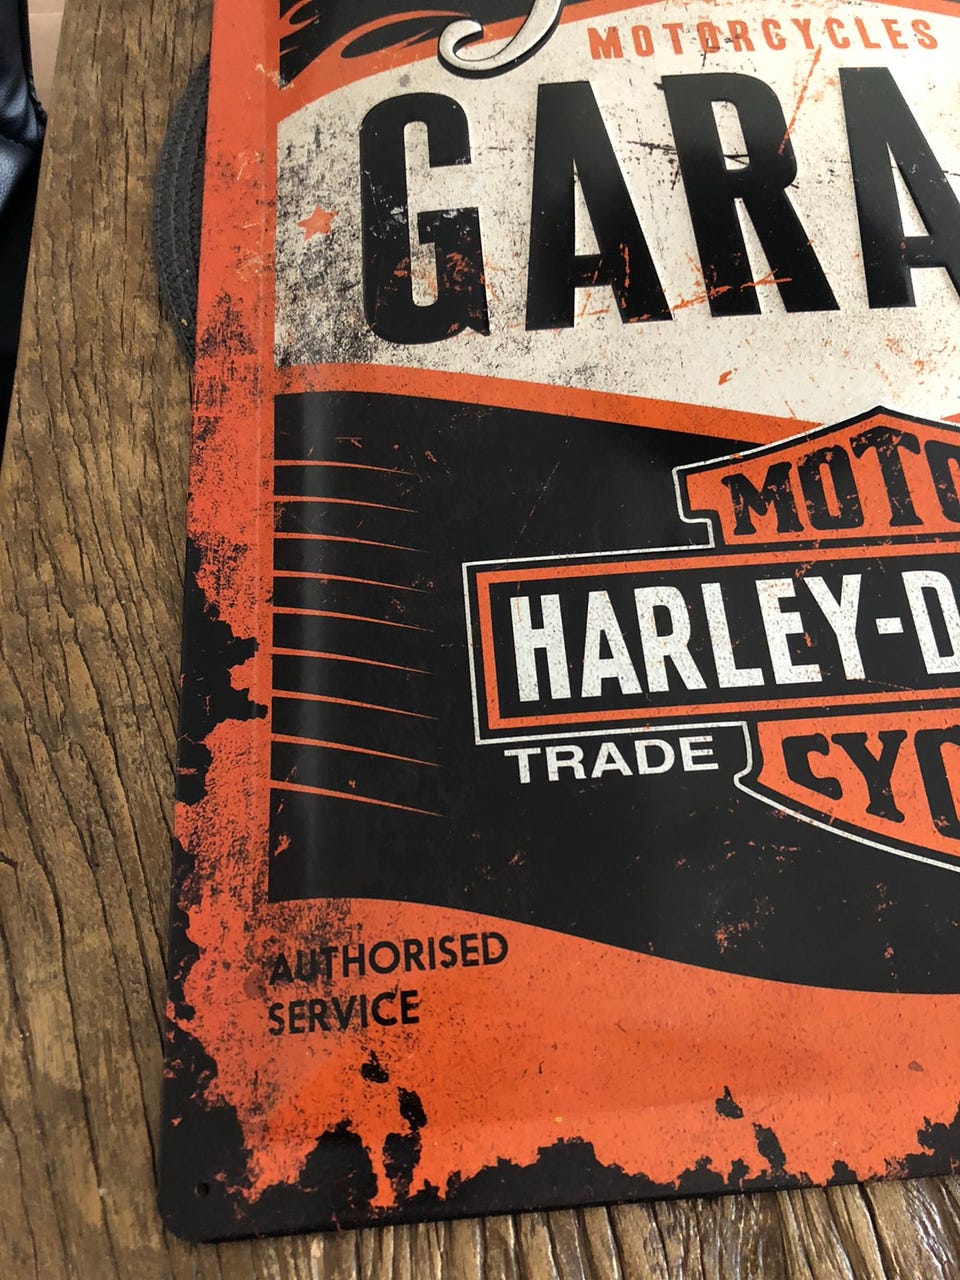 MOTORCYCLES
GARA
MOTO
HARLEY-D
TRADE
CYC
AUTHORISED
SERVICE